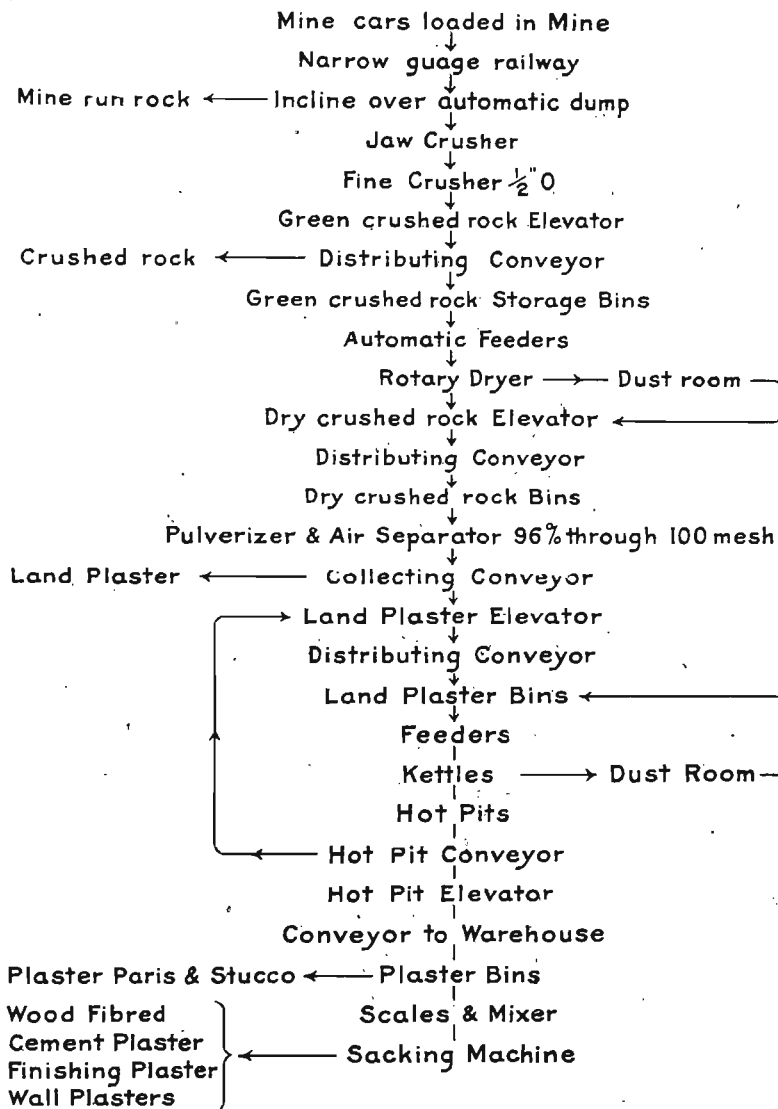 Mine cars loaded in Mine
Narrow guage railway
Mine run rock Incline over automatic dump
Jaw Crusher
Fine Crusher ½" O
Green crushed rock Elevator
Crushed rock Distributing Conveyor
Green crushed rock Storage Bins
Automatic Feeders
Rotary Dryer Dust room
Dry crushed rock Elevator
Distributing Conveyor
Dry crushed rock Bins
Pulverizer & Air Separator 96% through 100 mesh
Land Plaster Collecting Conveyor
Land Plaster Elevator
Distributing Conveyor
Land Plaster Bins
Feeders
Kettles Dust Room
Hot Pits
Hot Pit Conveyor
Hot Pit Elevator
Conveyor to Warehouse
Plaster Paris & Stucco Plaster Bins
Wood Fibred Scales & Mixer
Cement Plaster
Finishing Plaster Sacking Machine
Wall Plasters